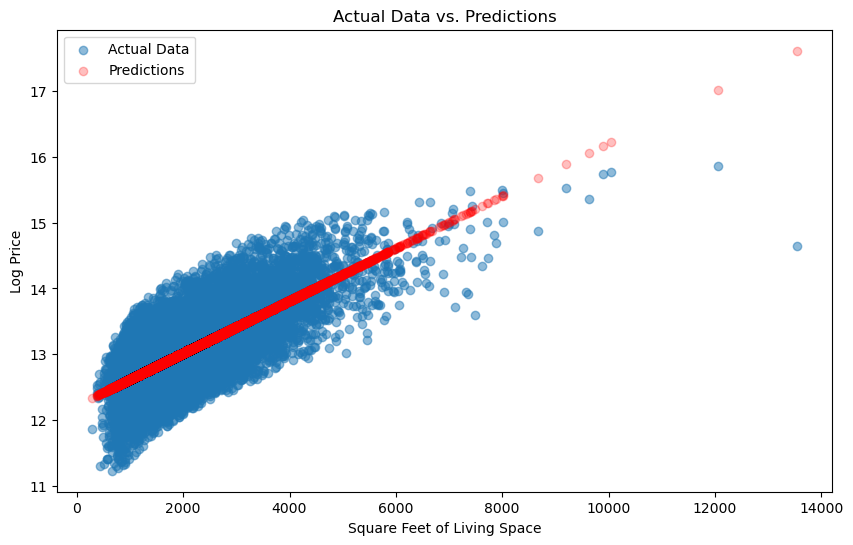 Actual Data vs. Predictions
Actual Data
Predictions
17
16
15
14
13
12
11
Log Price
0 2000 4000 6000 8000 10000 12000 14000
Square Feet of Living Space